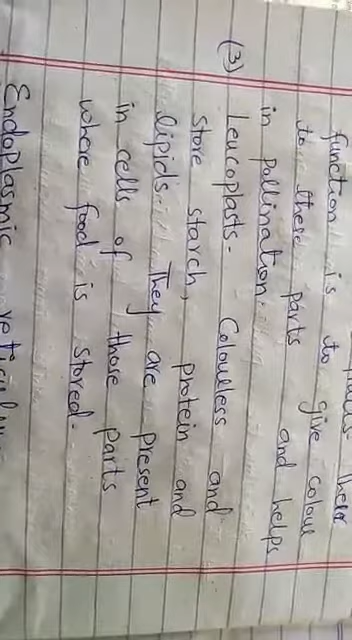 their
function is to give colour
to these parts and helps
in pollination.
(3) Leucoplasts - Colourless and
store starch, protein and
lipids. They are present
in cells of those parts
where food is stored.
Endoplasmic